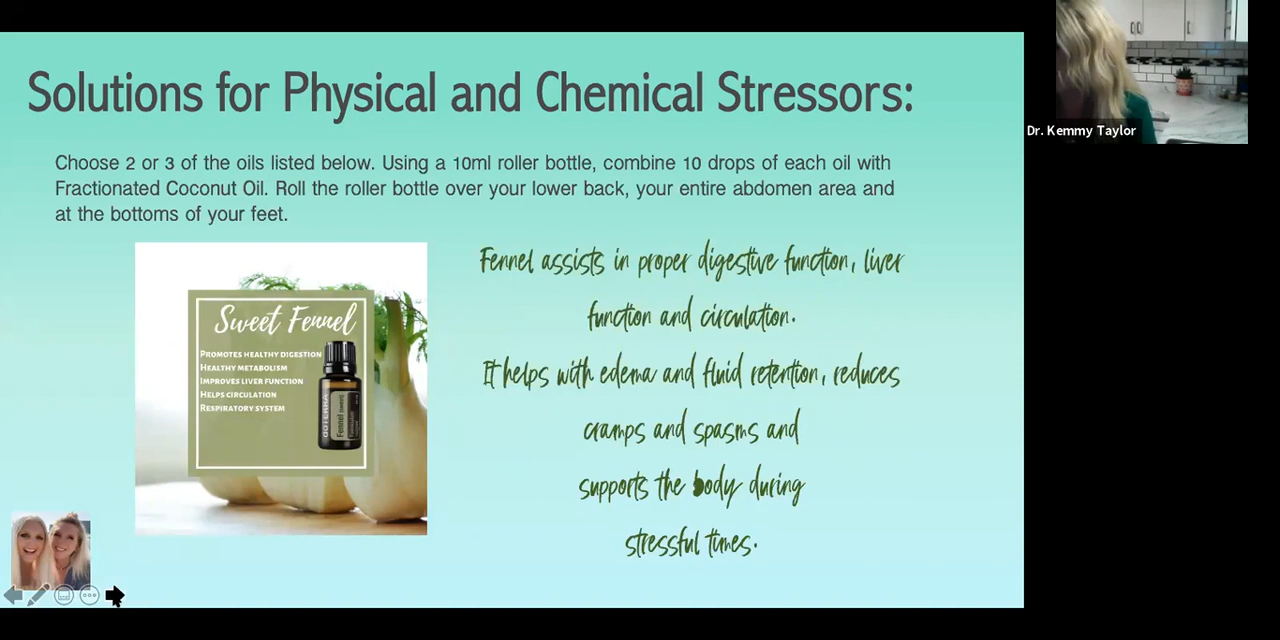 Solutions for Physical and Chemical Stressors:
Choose 2 or 3 of the oils listed below. Using a 10ml roller bottle, combine 10 drops of each oil with
Fractionated Coconut Oil. Roll the roller bottle over your lower back, your entire abdomen area and
at the bottoms of your feet.
Sweet Fennel
PROMOTES HEALTHY DIGESTION
HEALTHY METABOLISM
IMPROVES LIVER FUNCTION
HELPS CIRCULATION
RESPIRATORY SYSTEM
dōTERRA
Fennel (Sweet)
Fennel assists in proper digestive function, liver
function and circulation.
It helps with edema and fluid retention, reduces
cramps and spasms and
supports the body during
stressful times.
Dr. Kemmy Taylor